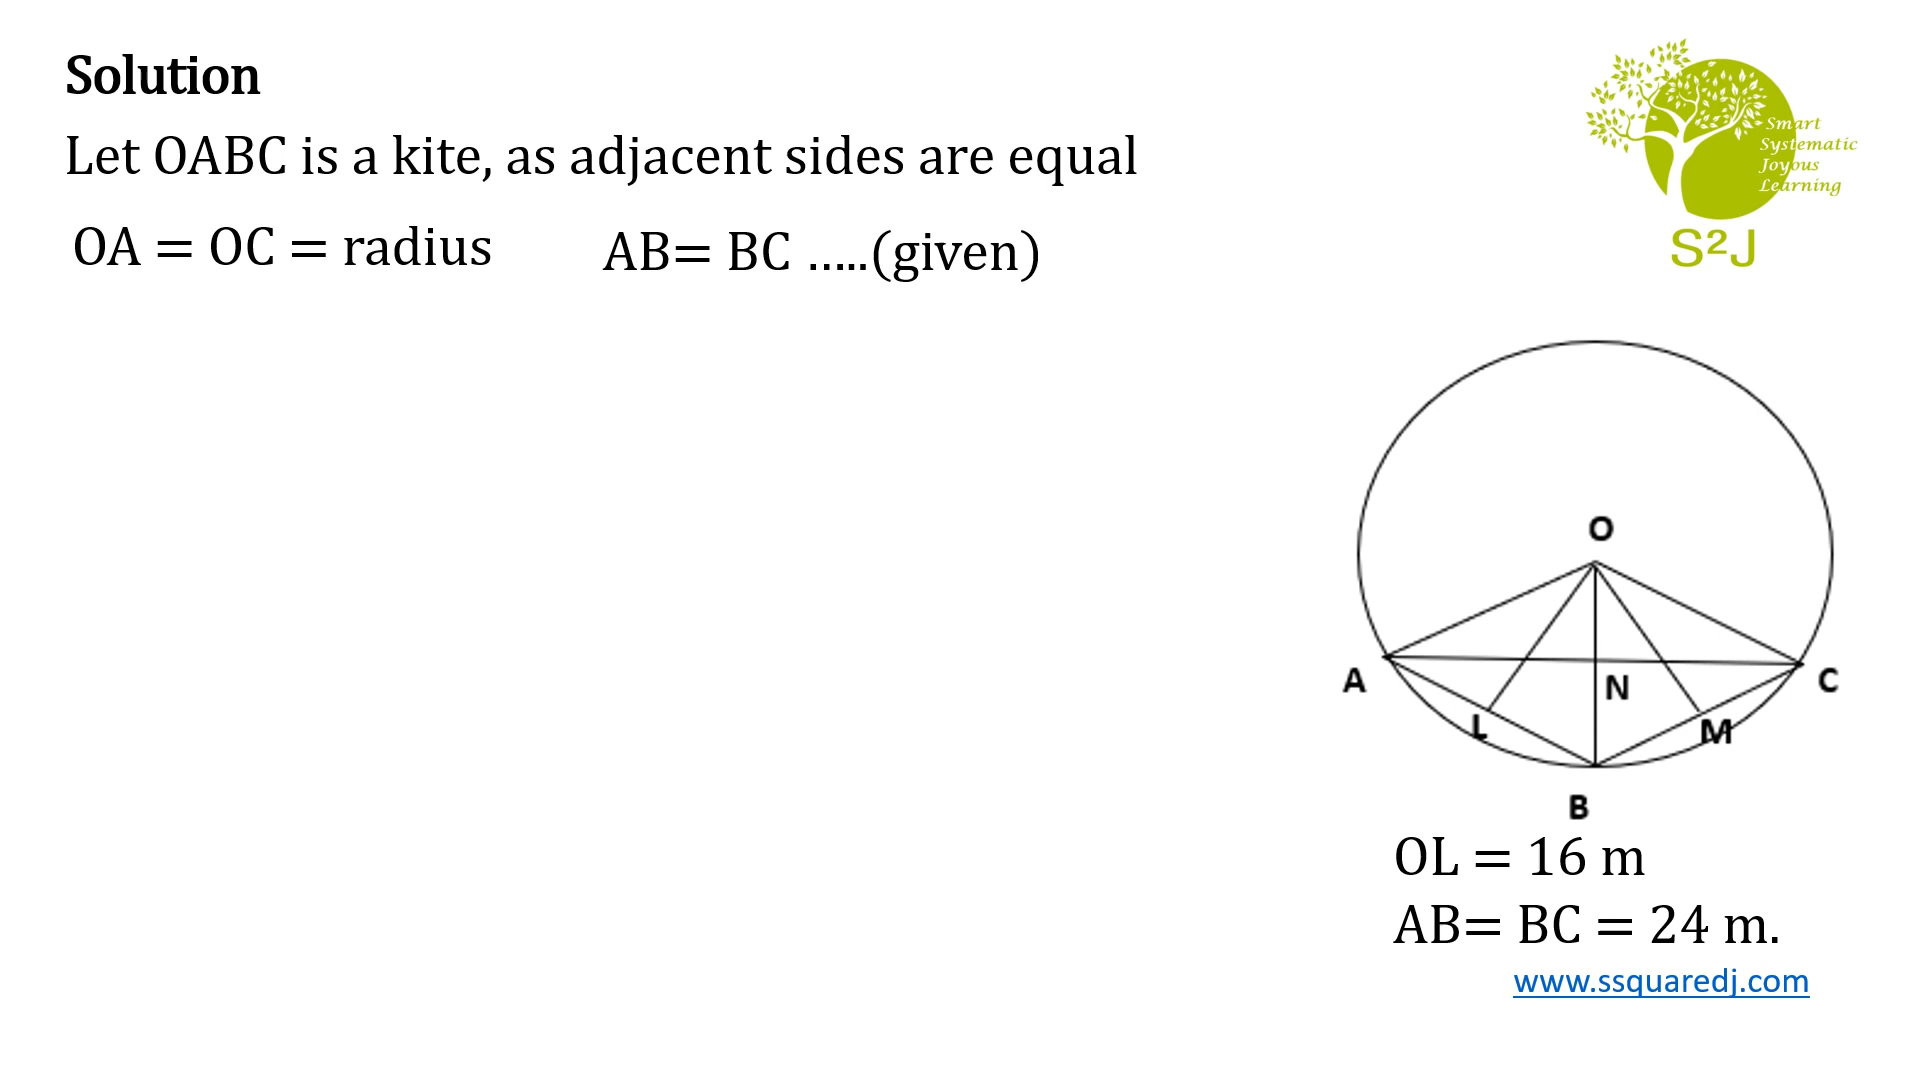 Solution
Let OABC is a kite, as adjacent sides are equal
OA = OC = radius
AB= BC .....(given)
Smart
Systematic
Joyous
Learning
S²J
O
A
N
C
L
M
B
OL = 16 m
AB= BC = 24 m.
www.ssquaredj.com